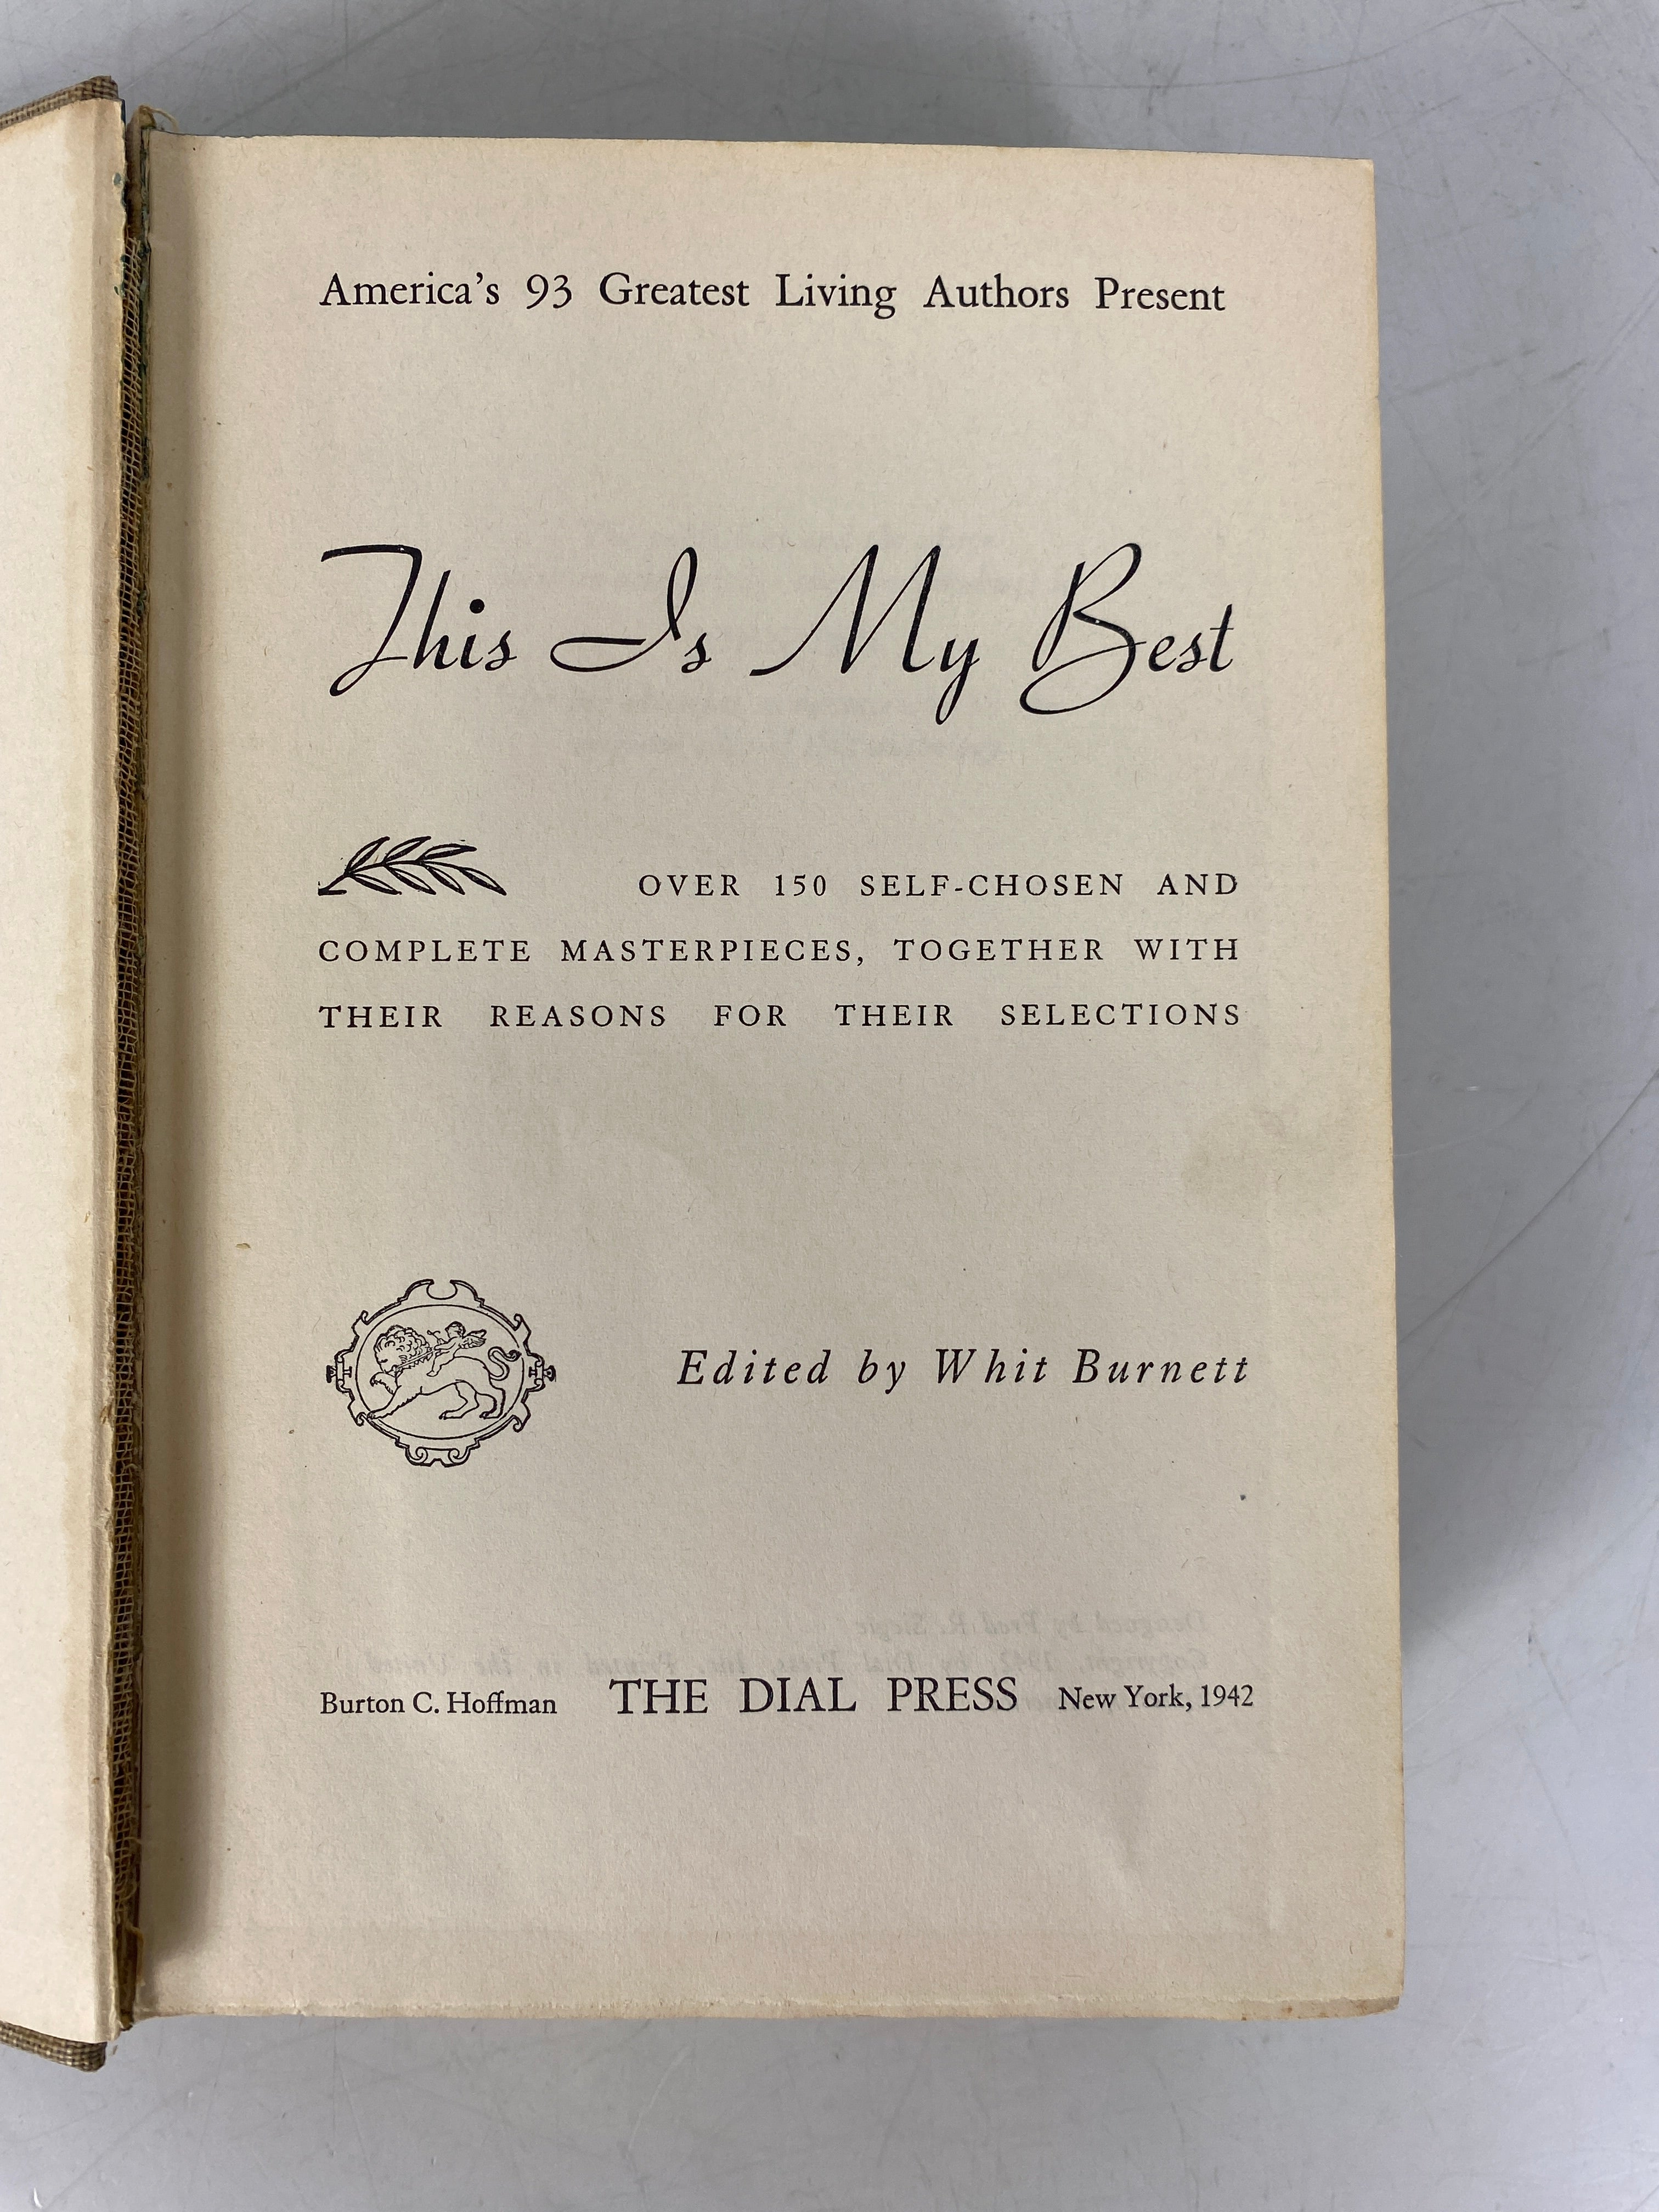 America's 93 Greatest Living Authors Present
This Is My Best
OVER 150 SELF-CHOSEN AND
COMPLETE MASTERPIECES, TOGETHER WITH
THEIR REASONS FOR THEIR SELECTIONS
Edited by Whit Burnett
Burton C. Hoffman THE DIAL PRESS New York, 1942